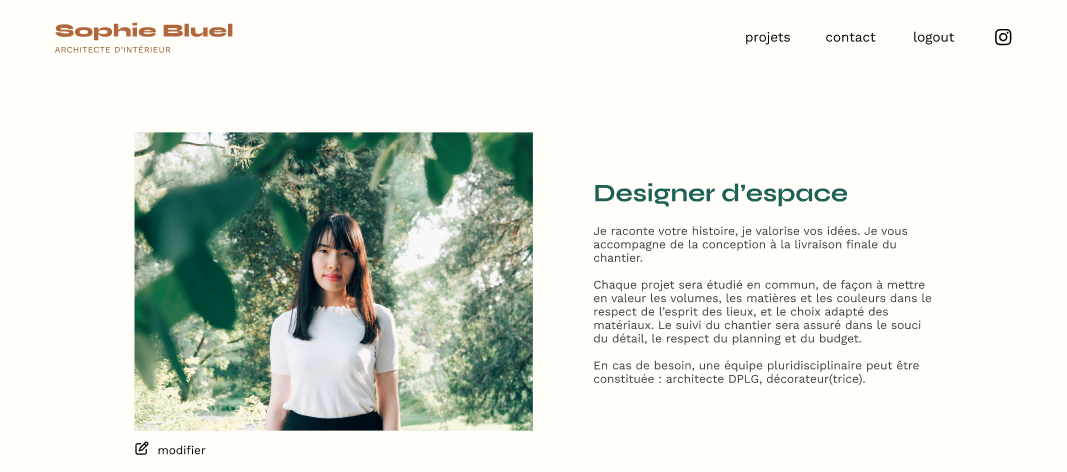 Sophie Bluel
ARCHITECTE D'INTÉRIEUR
projets contact logout
Designer d'espace
Je raconte votre histoire, je valorise vos idées. Je vous
accompagne de la conception à la livraison finale du
chantier.
Chaque projet sera étudié en commun, de façon à mettre
en valeur les volumes, les matières et les couleurs dans le
respect de l'esprit des lieux, et le choix adapté des
matériaux. Le suivi du chantier sera assuré dans le souci
du détail, le respect du planning et du budget.
En cas de besoin, une équipe pluridisciplinaire peut être
constituée : architecte DPLG, décorateur(trice).
modifier